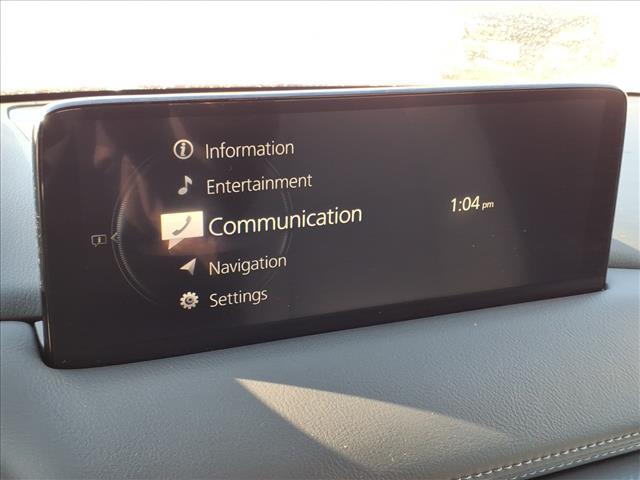 Information
Entertainment
Communication
1:04 pm
Navigation
Settings